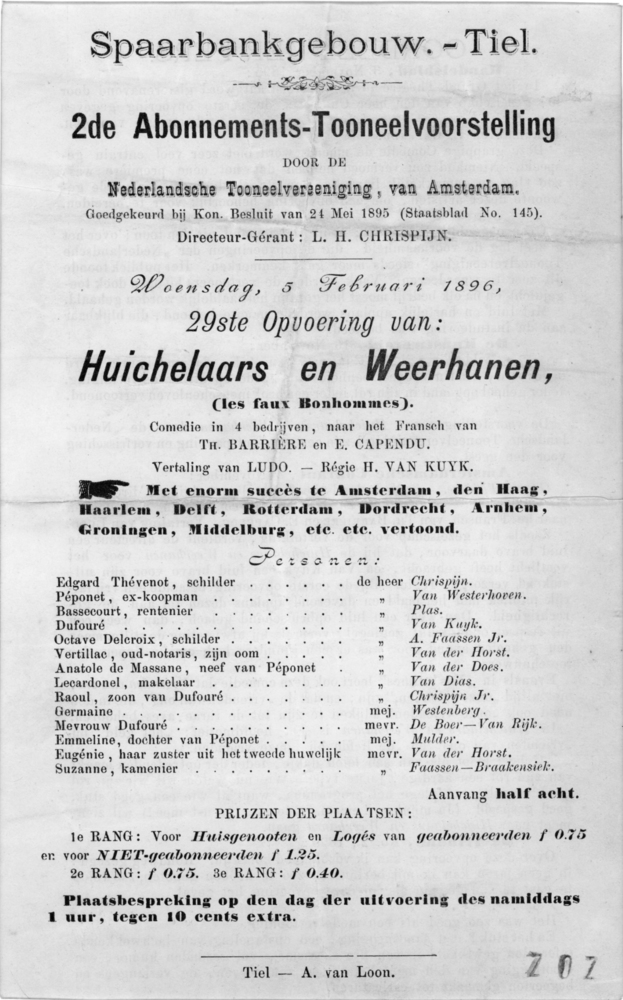 Spaarbankgebouw. - Tiel.
2de Abonnements-Tooneelvoorstelling
DOOR DE
Nederlandsche Tooneelvereeniging, van Amsterdam.
Goedgekeurd bij Kon. Besluit van 24 Mei 1895 (Staatsblad No. 145).
Directeur-Gérant: L. H. CHRISPIJN.
Woensdag, 5 Februari 1896,
29ste Opvoering van:
Huichelaars en Weerhanen,
(les faux Bonhommes).
Comedie in 4 bedrijven, naar het Fransch van
TH. BARRIÈRE en E. CAPENDU.
Vertaling van LUDO. — Régie H. VAN KUYK.
Met enorm succès te Amsterdam, den Haag,
Haarlem, Delft, Rotterdam, Dordrecht, Arnhem,
Groningen, Middelburg, etc. etc. vertoond.
Personen:
Edgard Thévenot, schilder . . . . . . de heer Chrispijn.
Péponet, ex-koopman . . . . . . . „ Van Westerhoven.
Bassecourt, rentenier . . . . . . . „ Plas.
Dufouré . . . . . . . . . . „ Van Kuyk.
Octave Delcroix, schilder . . . . . . „ A. Faassen Jr.
Vertillac, oud-notaris, zijn oom . . . . . „ Van der Horst.
Anatole de Massane, neef van Péponet . „ Van der Does.
Lecardonel, makelaar . . . . . . . „ Van Dias.
Raoul, zoon van Dufouré . . . . . . „ Chrispijn Jr.
Germaine . . . . . . . . . . mej. Westenberg.
Mevrouw Dufouré . . . . . . . . mevr. De Boer—Van Rijk.
Emmeline, dochter van Péponet . . . . mej. Mulder.
Eugénie, haar zuster uit het tweede huwelijk mevr. Van der Horst.
Suzanne, kamenier . . . . . . . „ Faassen—Braakensiek.
Aanvang half acht.
PRIJZEN DER PLAATSEN:
1e RANG: Voor Huisgenooten en Logés van geabonneerden f 0.75
en voor NIET-geabonneerden f 1.25.
2e RANG: f 0.75. 3e RANG: f 0.40.
Plaatsbespreking op den dag der uitvoering des namiddags
1 uur, tegen 10 cents extra.
Tiel — A. van Loon.
202